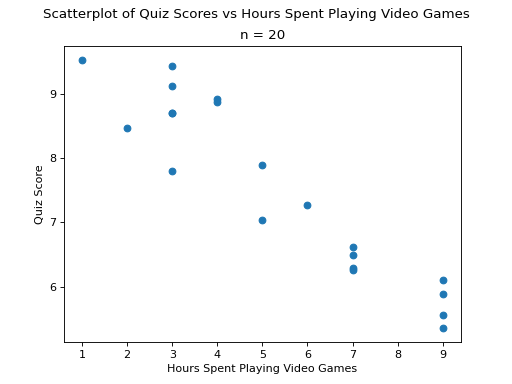 Scatterplot of Quiz Scores vs Hours Spent Playing Video Games
n = 20
9
8
7
6
Quiz Score
1 2 3 4 5 6 7 8 9
Hours Spent Playing Video Games